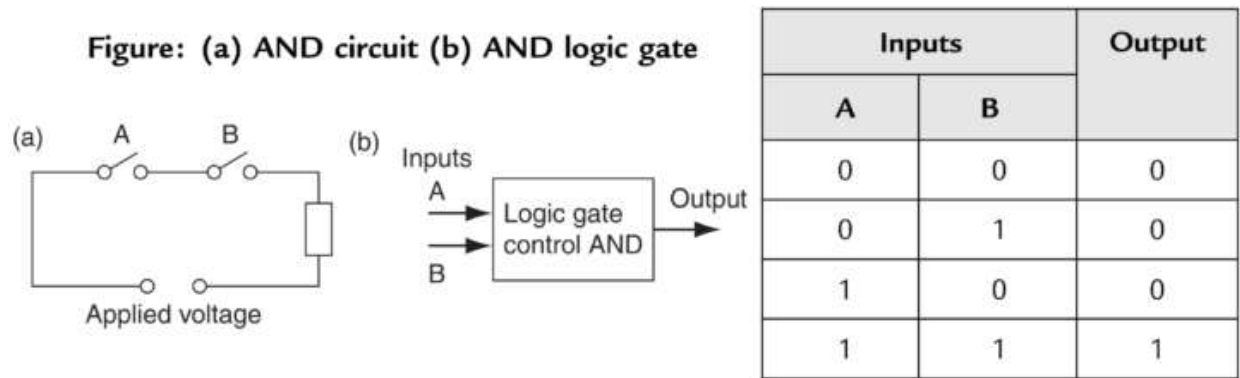 Figure: (a) AND circuit (b) AND logic gate
(a)
A
B
Applied voltage
(b)
Inputs
A
B
Logic gate
control AND
Output
Inputs Output
A B
0 0 0
0 1 0
1 0 0
1 1 1